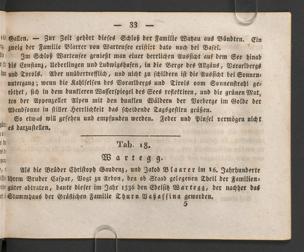 — 33 —
Gallen. — Zur Zeit gehört dieses Schloß der Familie Pathau aus Bündten. Ein
zweig der Familie Blarer von Wartensee existirt dato noch bei Basel.
Im Schloß Wartensee genießt man einer herrlichen Aussicht auf den See hinab
bis Constanz, Ueberlingen und Ludwigshafen, in die Berge des Allgäus, Vorarlbergs
und Tirols. Aber unübertrefflich, und nicht zu schildern ist die Aussicht bei Sonnen-
untergang; wenn die Kahlfelsen des Vorarlbergs und Tirols vom Sonnenstrahl ge-
röthet, sich in dem dunkleren Wasserspiegel des Sees reflektiren, und die grünen Mat-
ten der Appenzeller Alpen mit den dunklen Wäldern der Vorberge im Golde der
Abendsonne in stiller Herrlichkeit das scheidende Tagsgestirn grüßen.
So etwas will gesehen und empfunden werden. Feder und Pinsel vermögen nicht
es darzustellen.
Tab. 18.
Wartegg.
Als die Brüder Christoph Gaudenz, und Jakob Blaarer im 16. Jahrhunderte
ihrem Bruder Caspar, Vogt zu Arbon, den ob Staad gelegenen Theil der Familien-
güter abtraten, baute dieser im Jahr 1536 den Edelsitz Wartegg, der nachher das
Stammhaus der Gräflichen Familie Thurn Valsassina geworden.
5